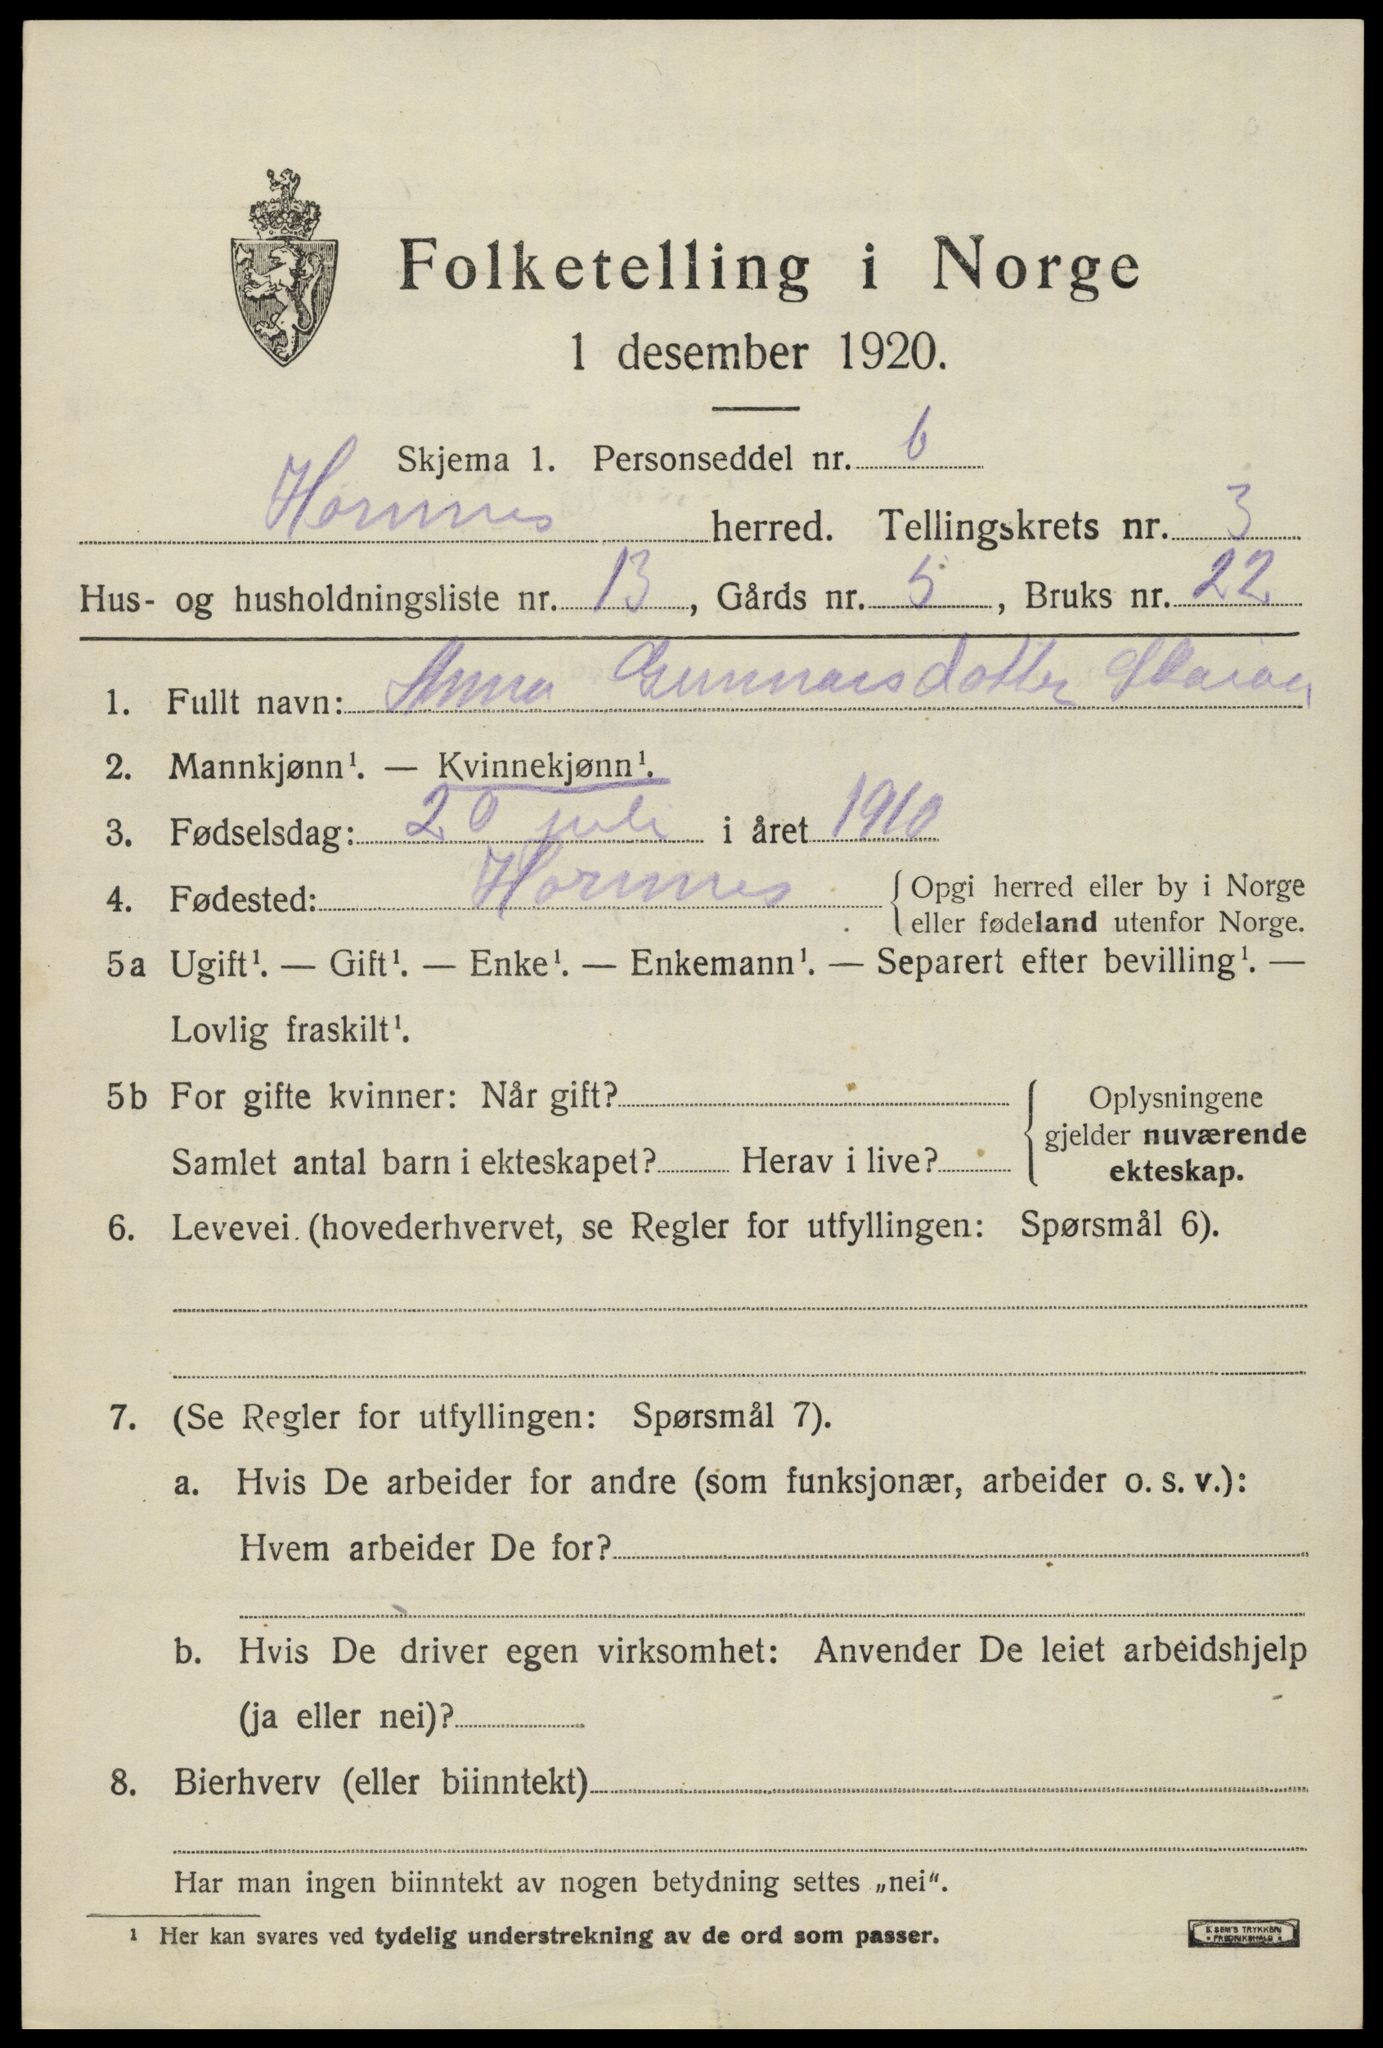 Folketelling i Norge
1 desember 1920.
Skjema 1. Personseddel nr. 6
Hornnes herred. Tellingskrets nr. 3
Hus- og husholdningsliste nr. 13, Gårds nr. 5, Bruks nr. 22
1. Fullt navn: Anna Gunnarsdotter
2. Mannkjønn¹. — Kvinnekjønn¹.
3. Fødselsdag: 20 juli i året 1910
4. Fødested: Hornnes { Opgi herred eller by i Norge
eller fødeland utenfor Norge.
5a Ugift¹. — Gift¹. — Enke¹. — Enkemann¹. — Separert efter bevilling¹. —
Lovlig fraskilt¹.
5b For gifte kvinner: Når gift?
Samlet antal barn i ekteskapet? Herav i live?
{ Oplysningene
gjelder nuværende
ekteskap.
6. Levevei. (hovederhvervet, se Regler for utfyllingen: Spørsmål 6).
7. (Se Regler for utfyllingen: Spørsmål 7).
a. Hvis De arbeider for andre (som funksjonær, arbeider o. s. v.):
Hvem arbeider De for?
b. Hvis De driver egen virksomhet: Anvender De leiet arbeidshjelp
(ja eller nei)?
8. Bierhverv (eller biinntekt)
Har man ingen biinntekt av nogen betydning settes „nei“.
¹ Her kan svares ved tydelig understrekning av de ord som passer.
E. SEM'S TRYKKERI
• FREDRIKSHALD •